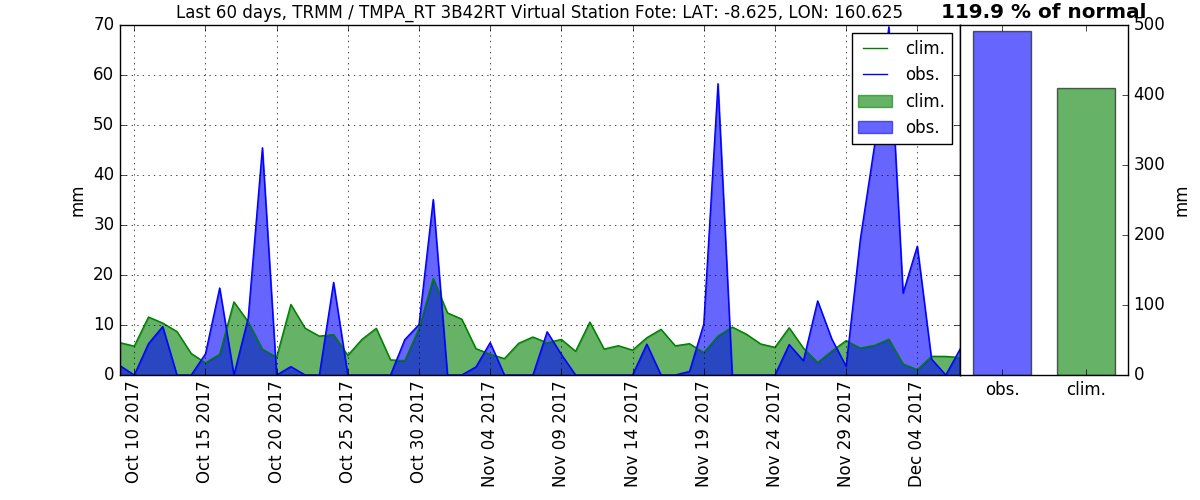 Last 60 days, TRMM / TMPA_RT 3B42RT Virtual Station Fote: LAT: -8.625, LON: 160.625
119.9 % of normal
70
60
50
40
30
20
10
0
mm
clim.
obs.
clim.
obs.
500
400
300
200
100
0
mm
Oct 10 2017
Oct 15 2017
Oct 20 2017
Oct 25 2017
Oct 30 2017
Nov 04 2017
Nov 09 2017
Nov 14 2017
Nov 19 2017
Nov 24 2017
Nov 29 2017
Dec 04 2017
obs.
clim.